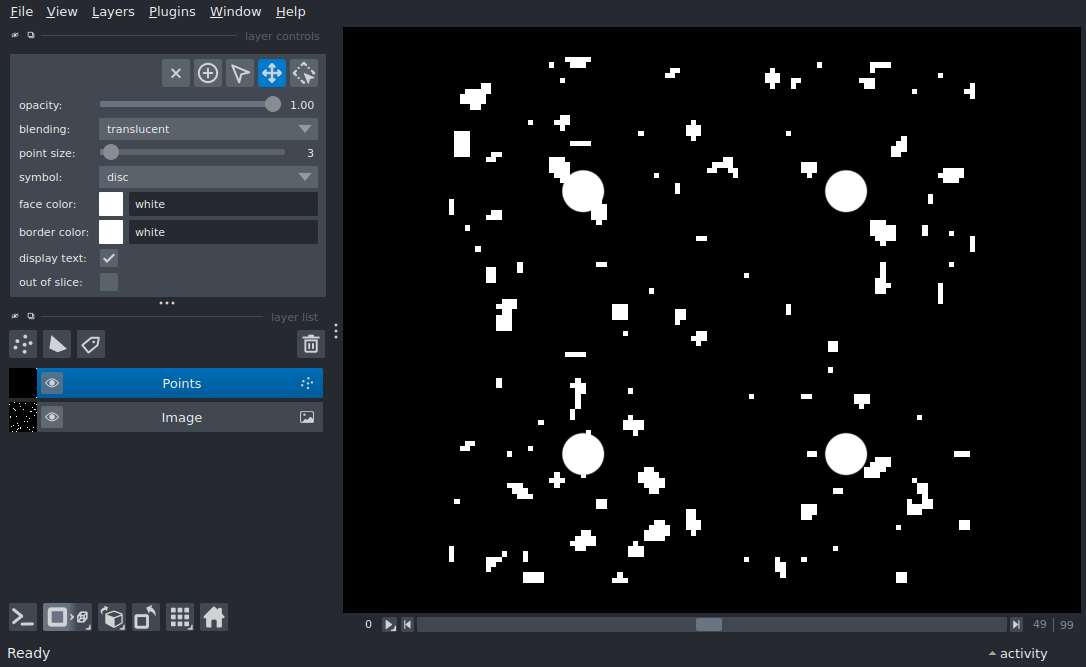 File View Layers Plugins Window Help
layer controls
opacity: 1.00
blending: translucent
point size: 3
symbol: disc
face color: white
border color: white
display text:
out of slice:
layer list
Points
Image
0 49 | 99
Ready activity